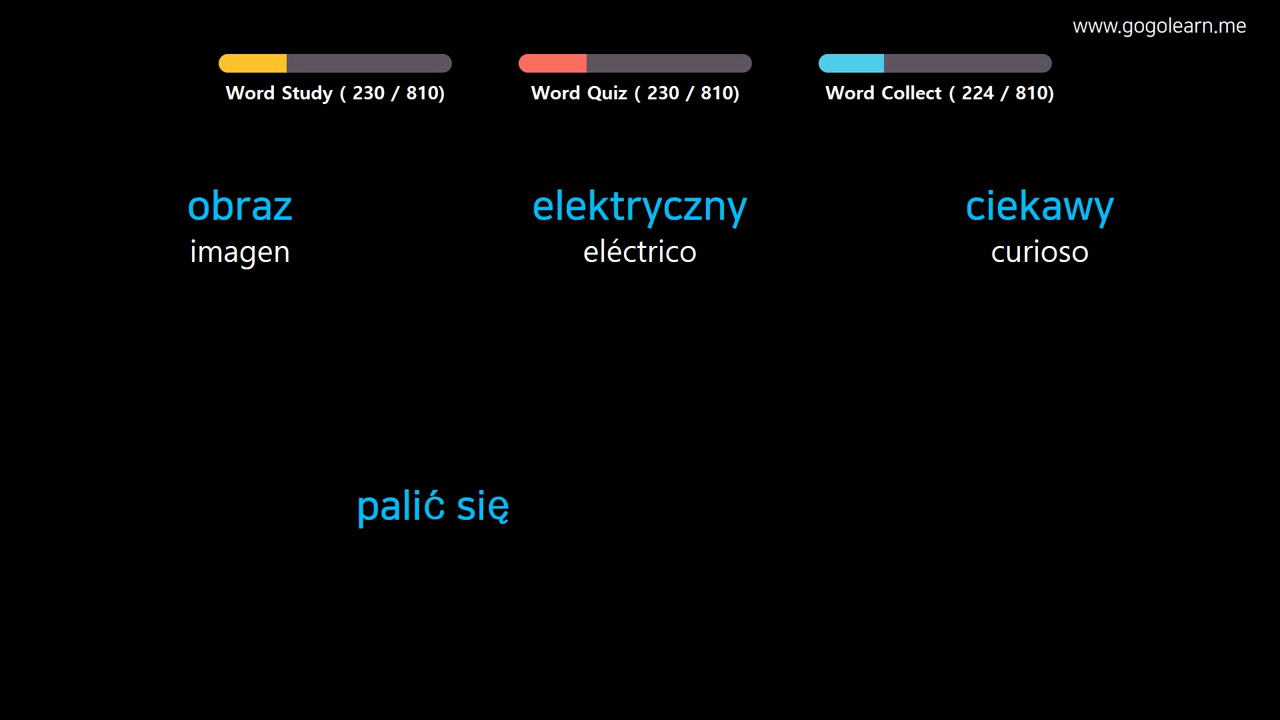 www.gogolearn.me
Word Study ( 230 / 810)
Word Quiz ( 230 / 810)
Word Collect ( 224 / 810)
obraz
imagen
elektryczny
eléctrico
ciekawy
curioso
palić się